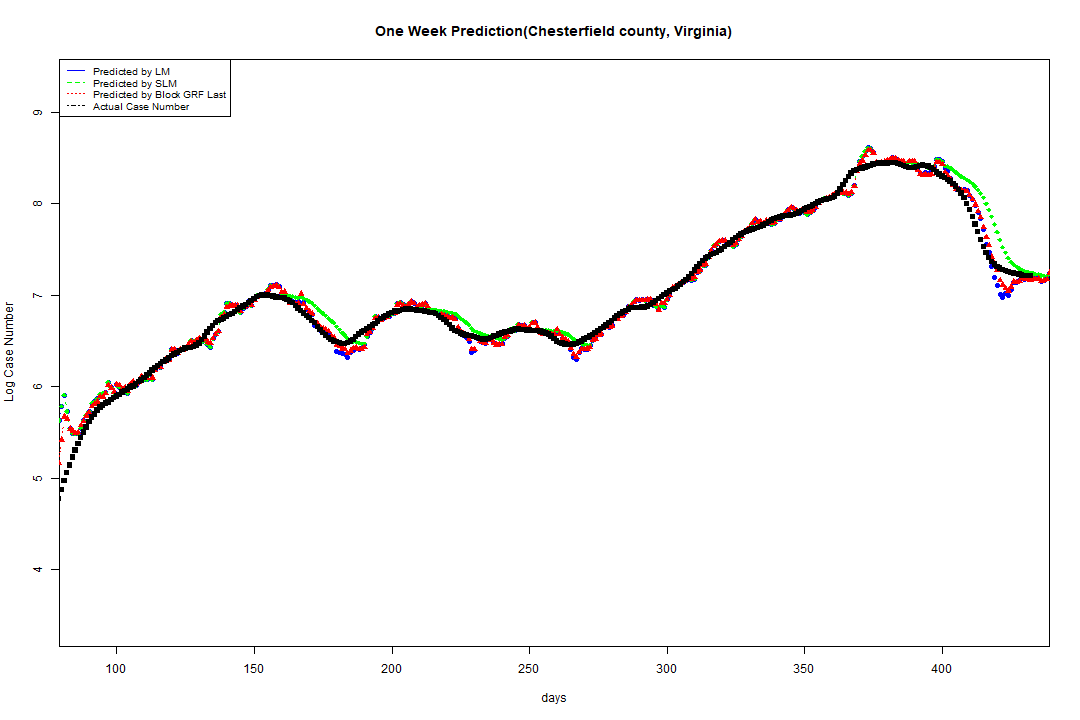 One Week Prediction(Chesterfield county, Virginia)
Predicted by LM
Predicted by SLM
Predicted by Block GRF Last
Actual Case Number
9
8
7
6
5
4
Log Case Number
100 150 200 250 300 350 400
days